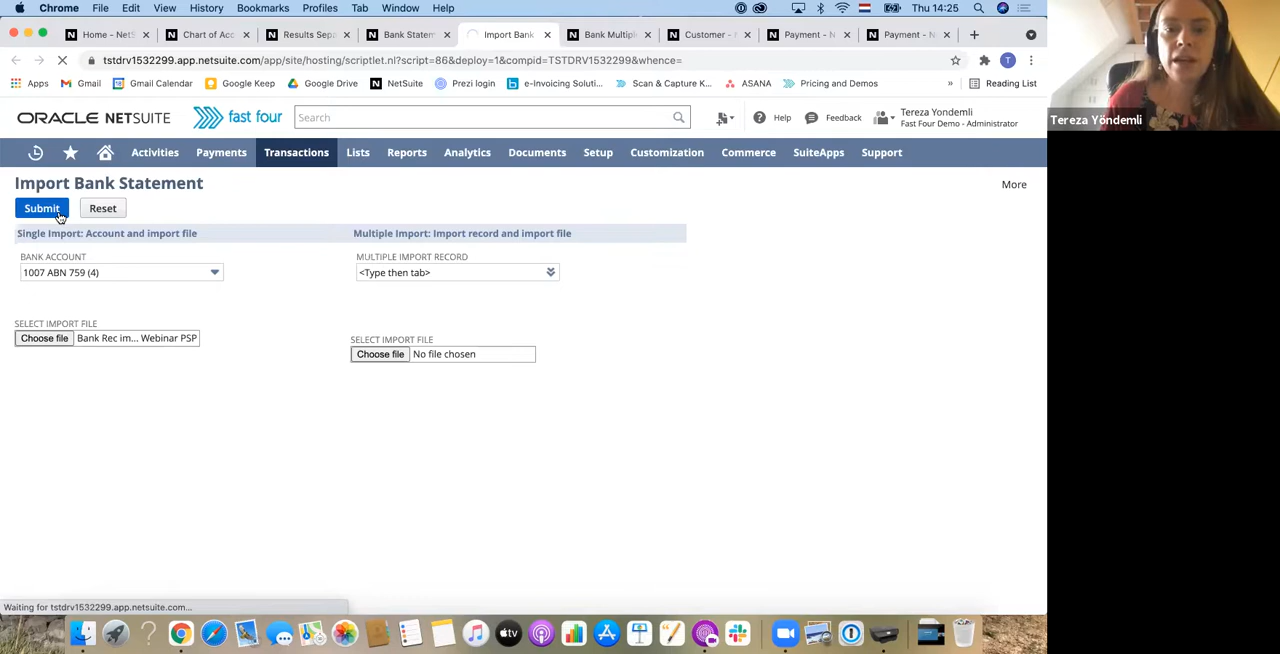 Chrome File Edit View History Bookmarks Profiles Tab Window Help Thu 14:25
Home - NetS Chart of Acc Results Sepa Bank Statem Import Bank Bank Multiple Customer - N Payment - N Payment - N
tstdrv1532299.app.netsuite.com/app/site/hosting/scriptlet.nl?script=86&deploy=1&compid=TSTDRV1532299&whence= T
Apps Gmail Google Calendar Google Keep Google Drive NetSuite Prezi login e-Invoicing Soluti... Scan & Capture K... ASANA Pricing and Demos » Reading List
ORACLE NETSUITE fast four Search Help Feedback Tereza Yondemli
Fast Four Demo - Administrator
Activities Payments Transactions Lists Reports Analytics Documents Setup Customization Commerce SuiteApps Support
Import Bank Statement More
Submit Reset
Single Import: Account and import file Multiple Import: Import record and import file
BANK ACCOUNT MULTIPLE IMPORT RECORD
1007 ABN 759 (4) <Type then tab>
SELECT IMPORT FILE
Choose file Bank Rec im... Webinar PSP
SELECT IMPORT FILE
Choose file No file chosen
Waiting for tstdrv1532299.app.netsuite.com...
Tereza Yöndemli